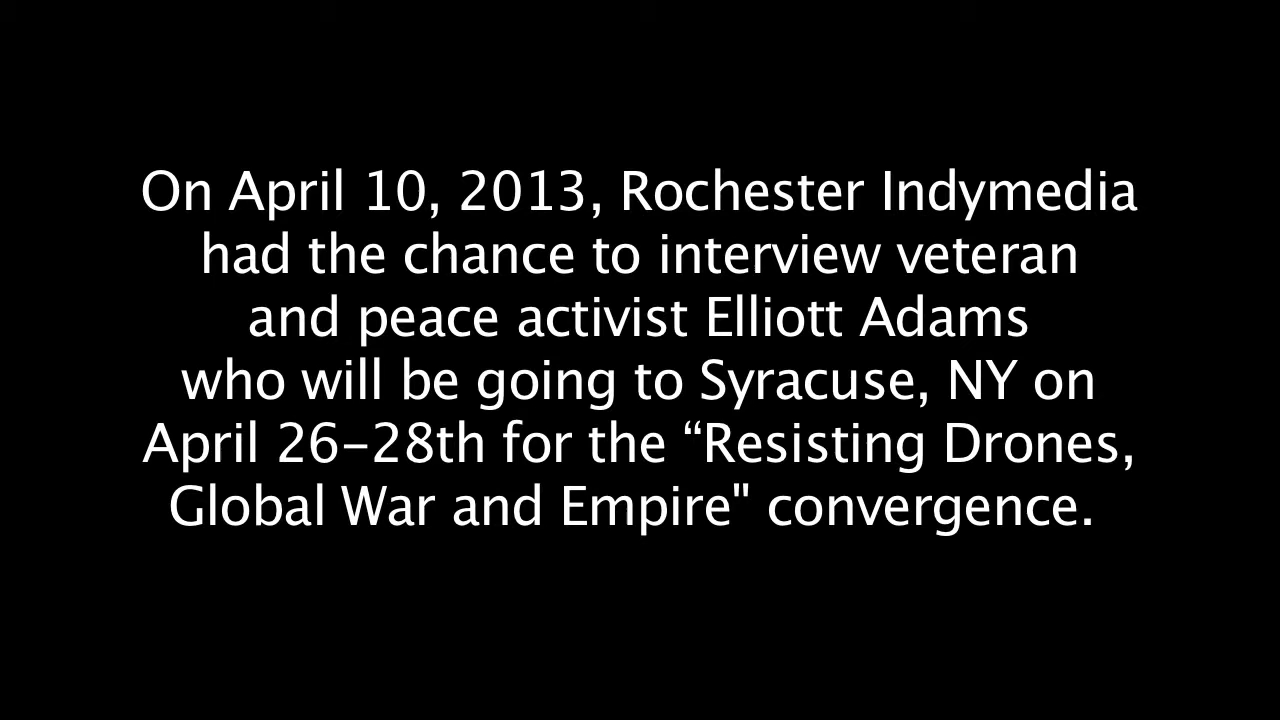 On April 10, 2013, Rochester Indymedia
had the chance to interview veteran
and peace activist Elliott Adams
who will be going to Syracuse, NY on
April 26–28th for the “Resisting Drones,
Global War and Empire" convergence.